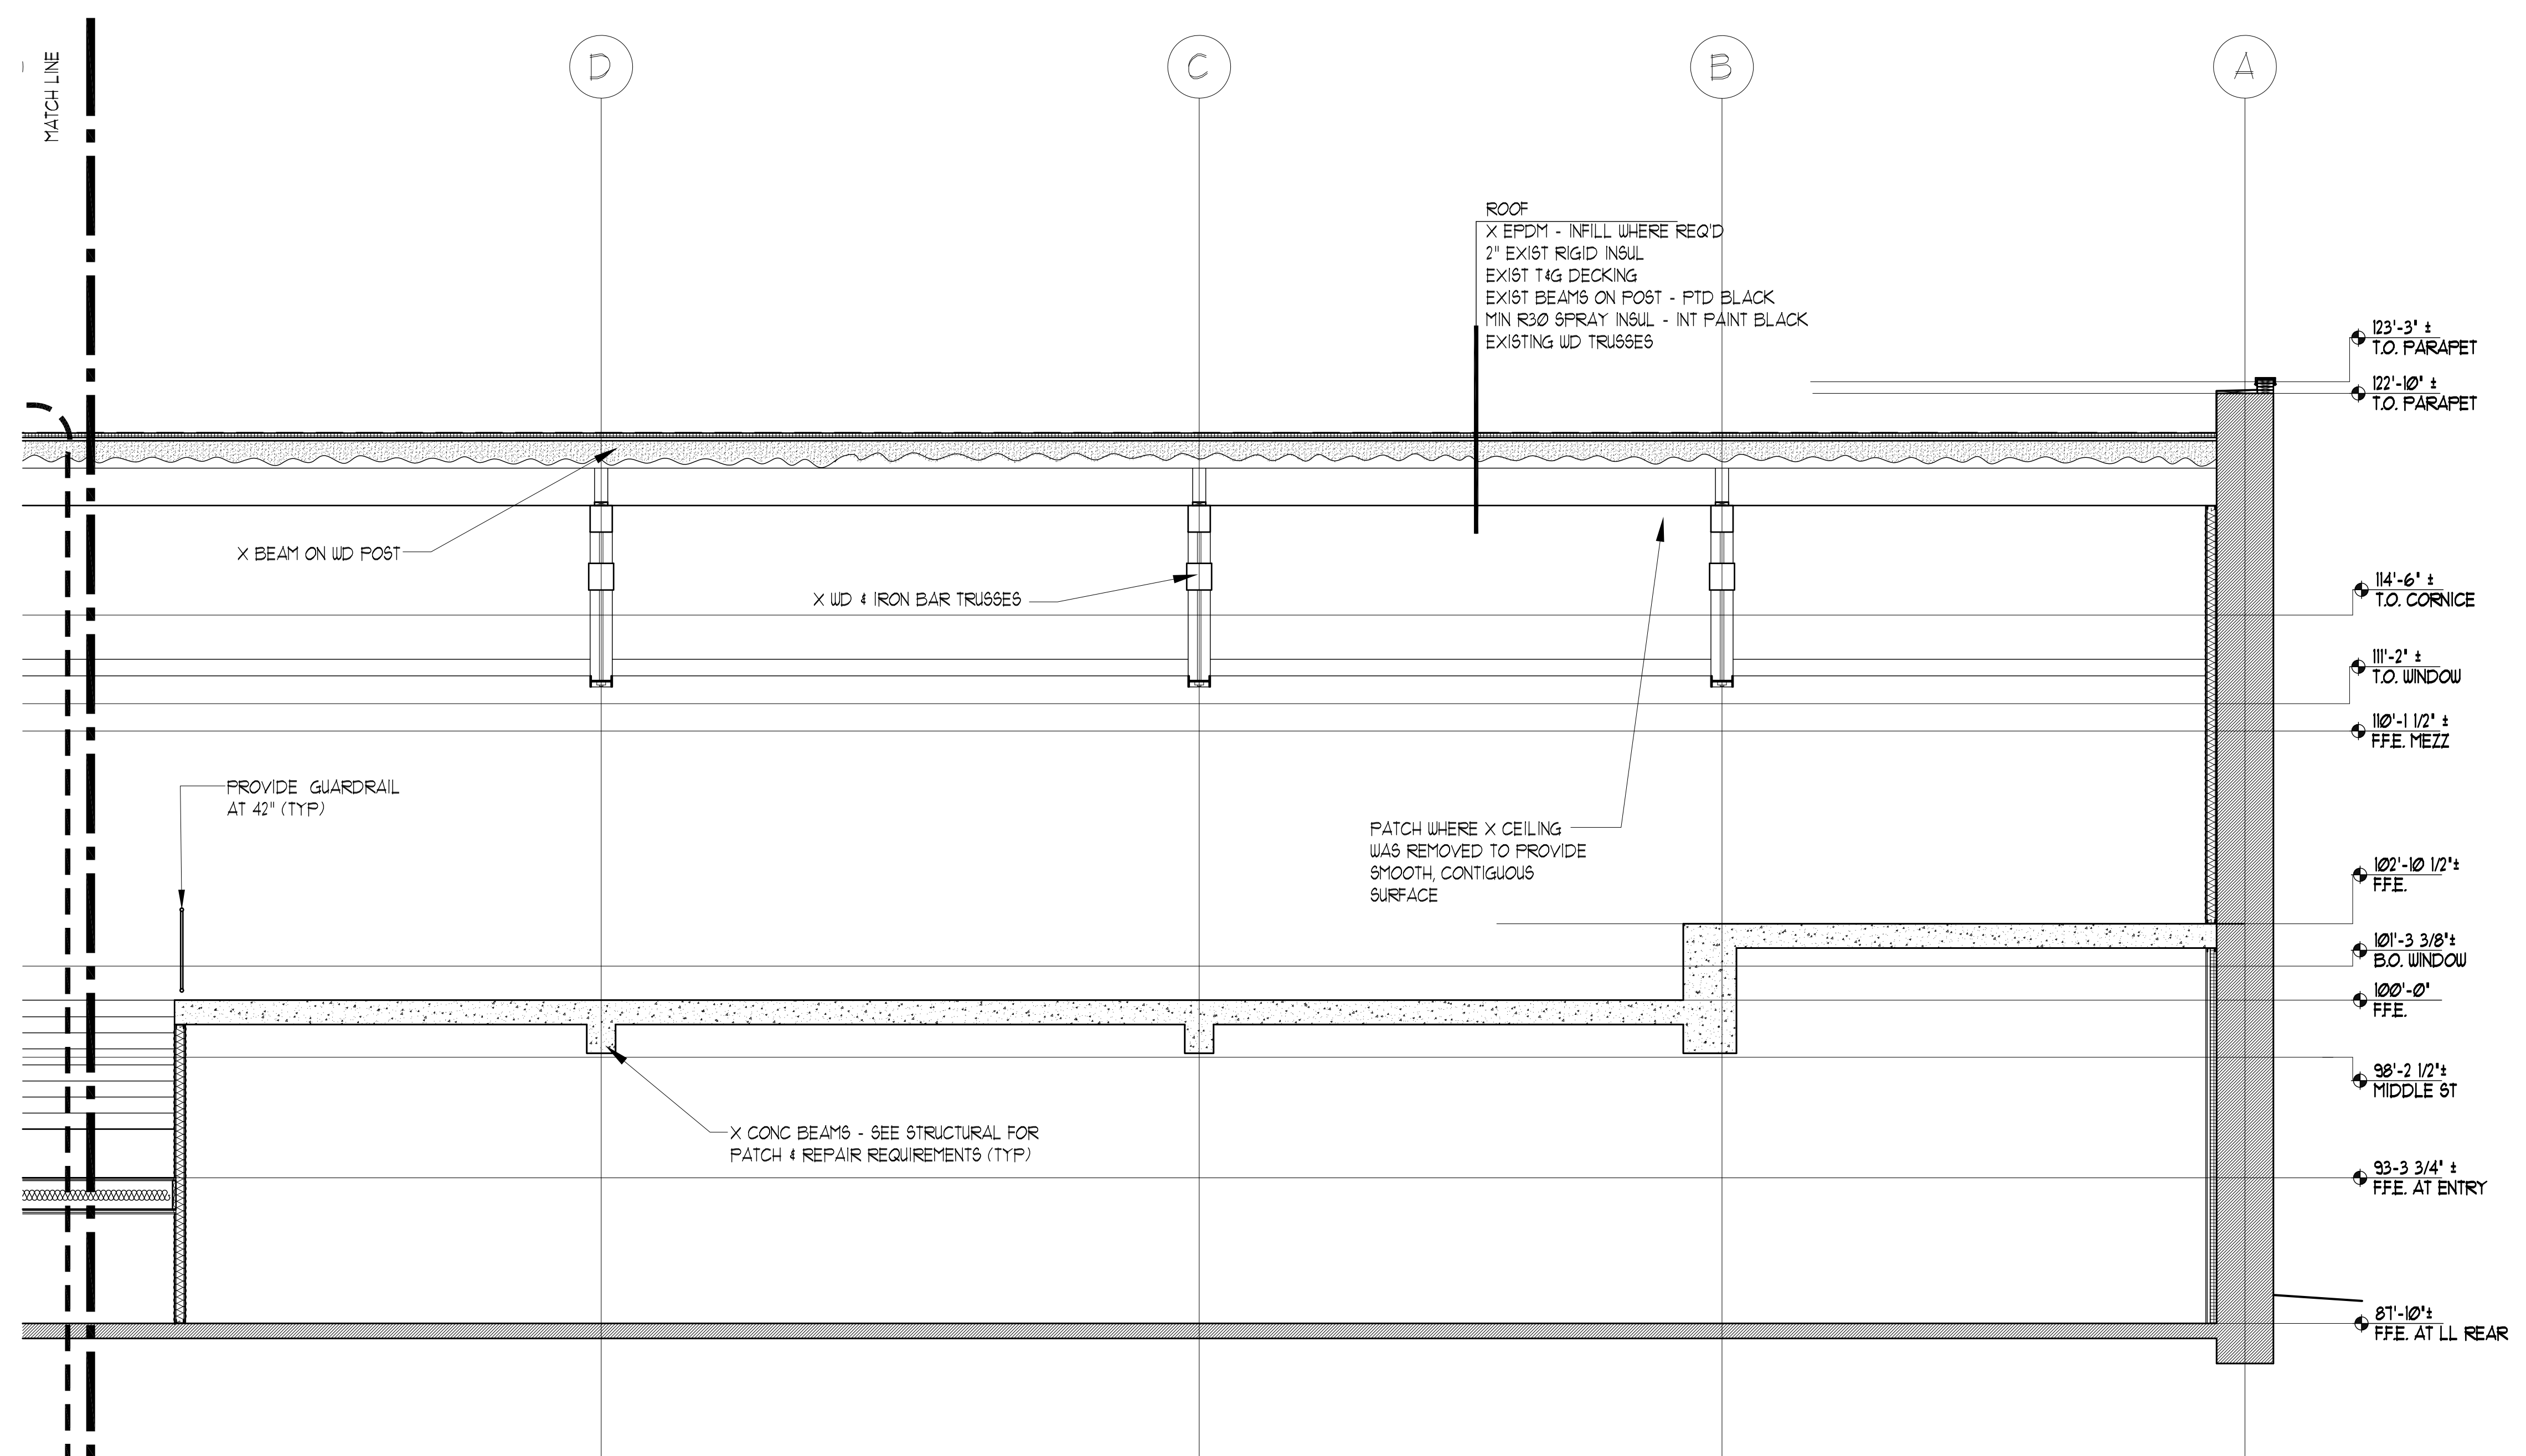 MATCH LINE
D
C
B
A
ROOF
X EPDM - INFILL WHERE REQ'D
2" EXIST RIGID INSUL
EXIST T&G DECKING
EXIST BEAMS ON POST - PTD BLACK
MIN R30 SPRAY INSUL - INT PAINT BLACK
EXISTING WD TRUSSES
123'-3" ±
T.O. PARAPET
122'-10" ±
T.O. PARAPET
X BEAM ON WD POST
X WD & IRON BAR TRUSSES
114'-6" ±
T.O. CORNICE
111'-2" ±
T.O. WINDOW
110'-1 1/2" ±
F.F.E. MEZZ
PROVIDE GUARDRAIL
AT 42" (TYP)
PATCH WHERE X CEILING
WAS REMOVED TO PROVIDE
SMOOTH, CONTIGUOUS
SURFACE
102'-10 1/2"±
F.F.E.
101'-3 3/8"±
B.O. WINDOW
100'-0"
F.F.E.
98'-2 1/2"±
MIDDLE ST
X CONC BEAMS - SEE STRUCTURAL FOR
PATCH & REPAIR REQUIREMENTS (TYP)
93-3 3/4" ±
F.F.E. AT ENTRY
87'-10"±
F.F.E. AT LL REAR